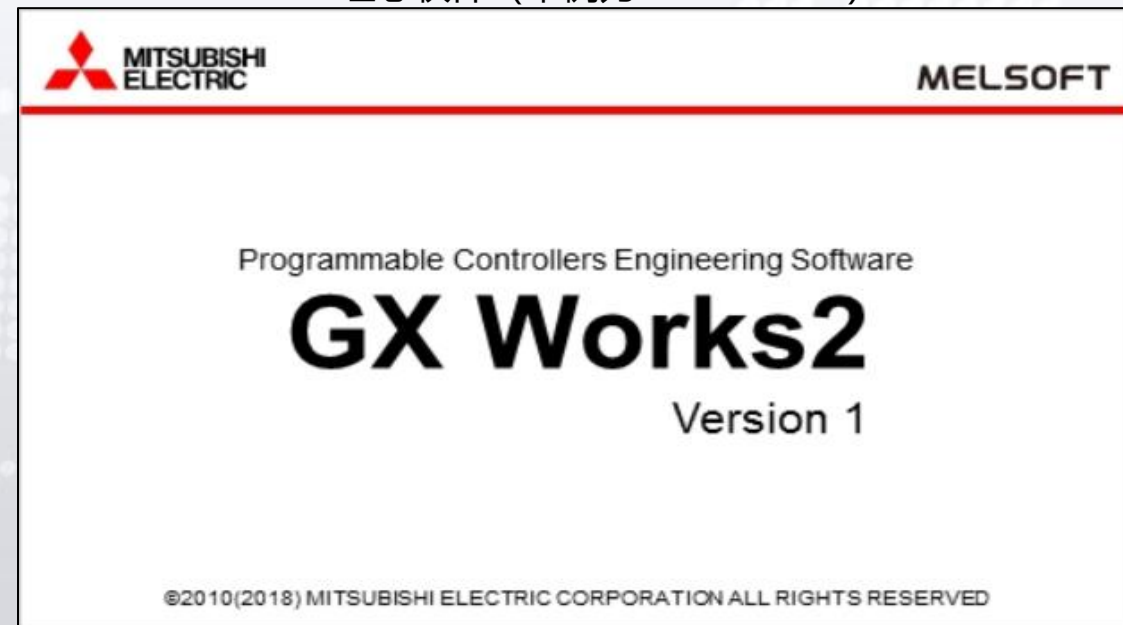 MITSUBISHI
ELECTRIC
MELSOFT
Programmable Controllers Engineering Software
GX Works2
Version 1
©2010(2018) MITSUBISHI ELECTRIC CORPORATION ALL RIGHTS RESERVED